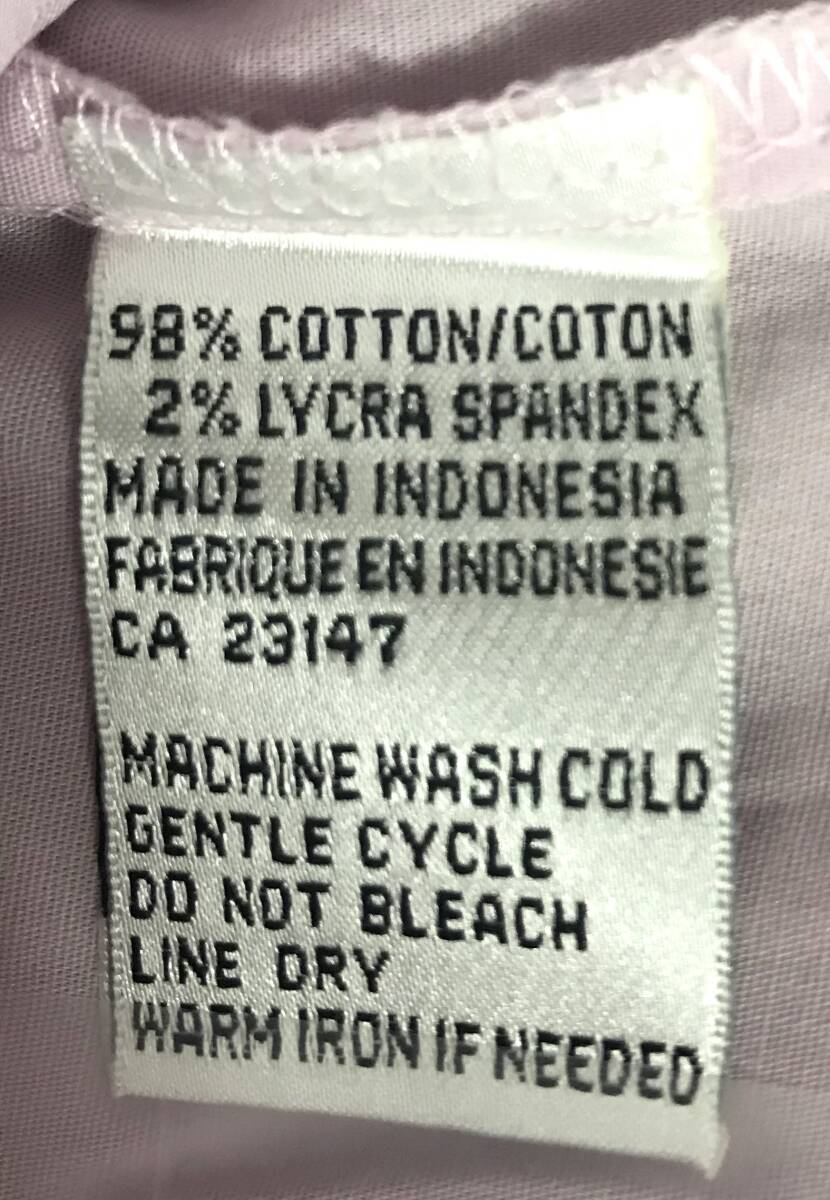 98% COTTON/COTON
2% LYCRA SPANDEX
MADE IN INDONESIA
FABRIQUE EN INDONESIE
CA 23147
MACHINE WASH COLD
GENTLE CYCLE
DO NOT BLEACH
LINE DRY
WARM IRON IF NEEDED